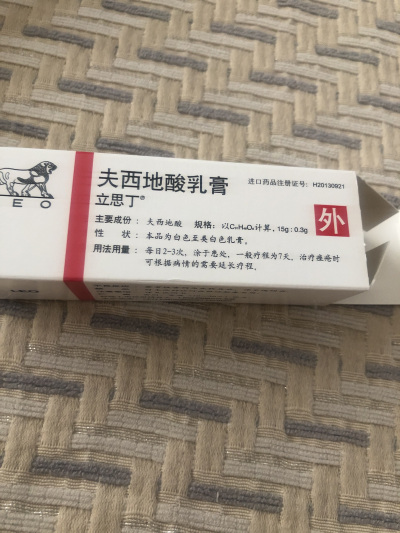 进口药品注册证号：H20130921
夫西地酸乳膏
立思丁®
外
LEO
主要成份：夫西地酸 规格：以C₃₁H₄₈O₆计算，15g：0.3g
性 状：本品为白色至类白色乳膏。
用法用量：每日2-3次，涂于患处，一般疗程为7天，治疗痤疮时
可根据病情的需要延长疗程。
LEO